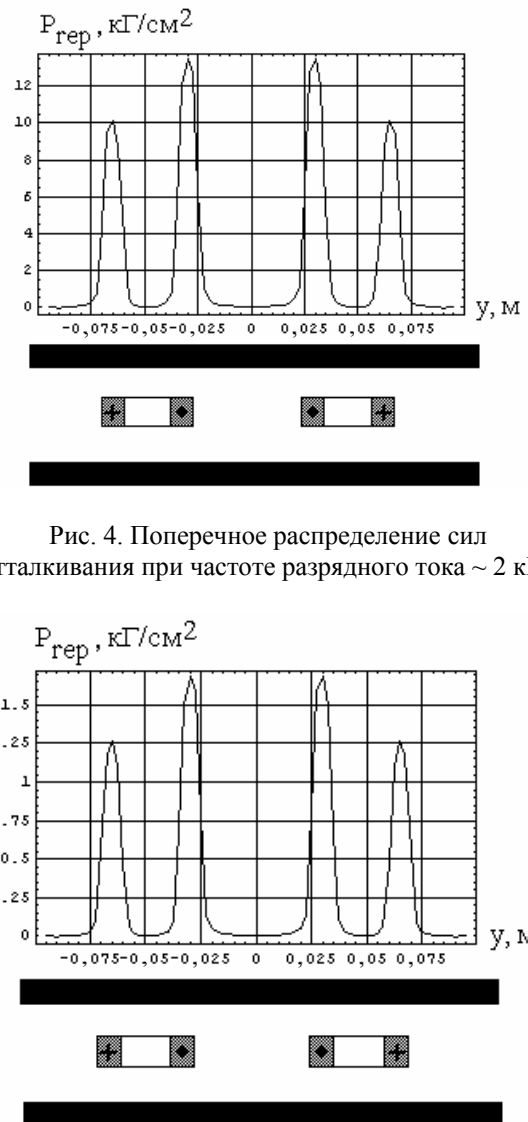 P_rep , кГ/см2
12
10
8
6
4
2
0
-0,075-0,05-0,025 0 0,025 0,05 0,075
y, м
Рис. 4. Поперечное распределение сил
тталкивания при частоте разрядного тока ~ 2 к
P_rep , кГ/см2
1.5
.25
1
.75
0.5
.25
0
-0,075-0,05-0,025 0 0,025 0,05 0,075
y,